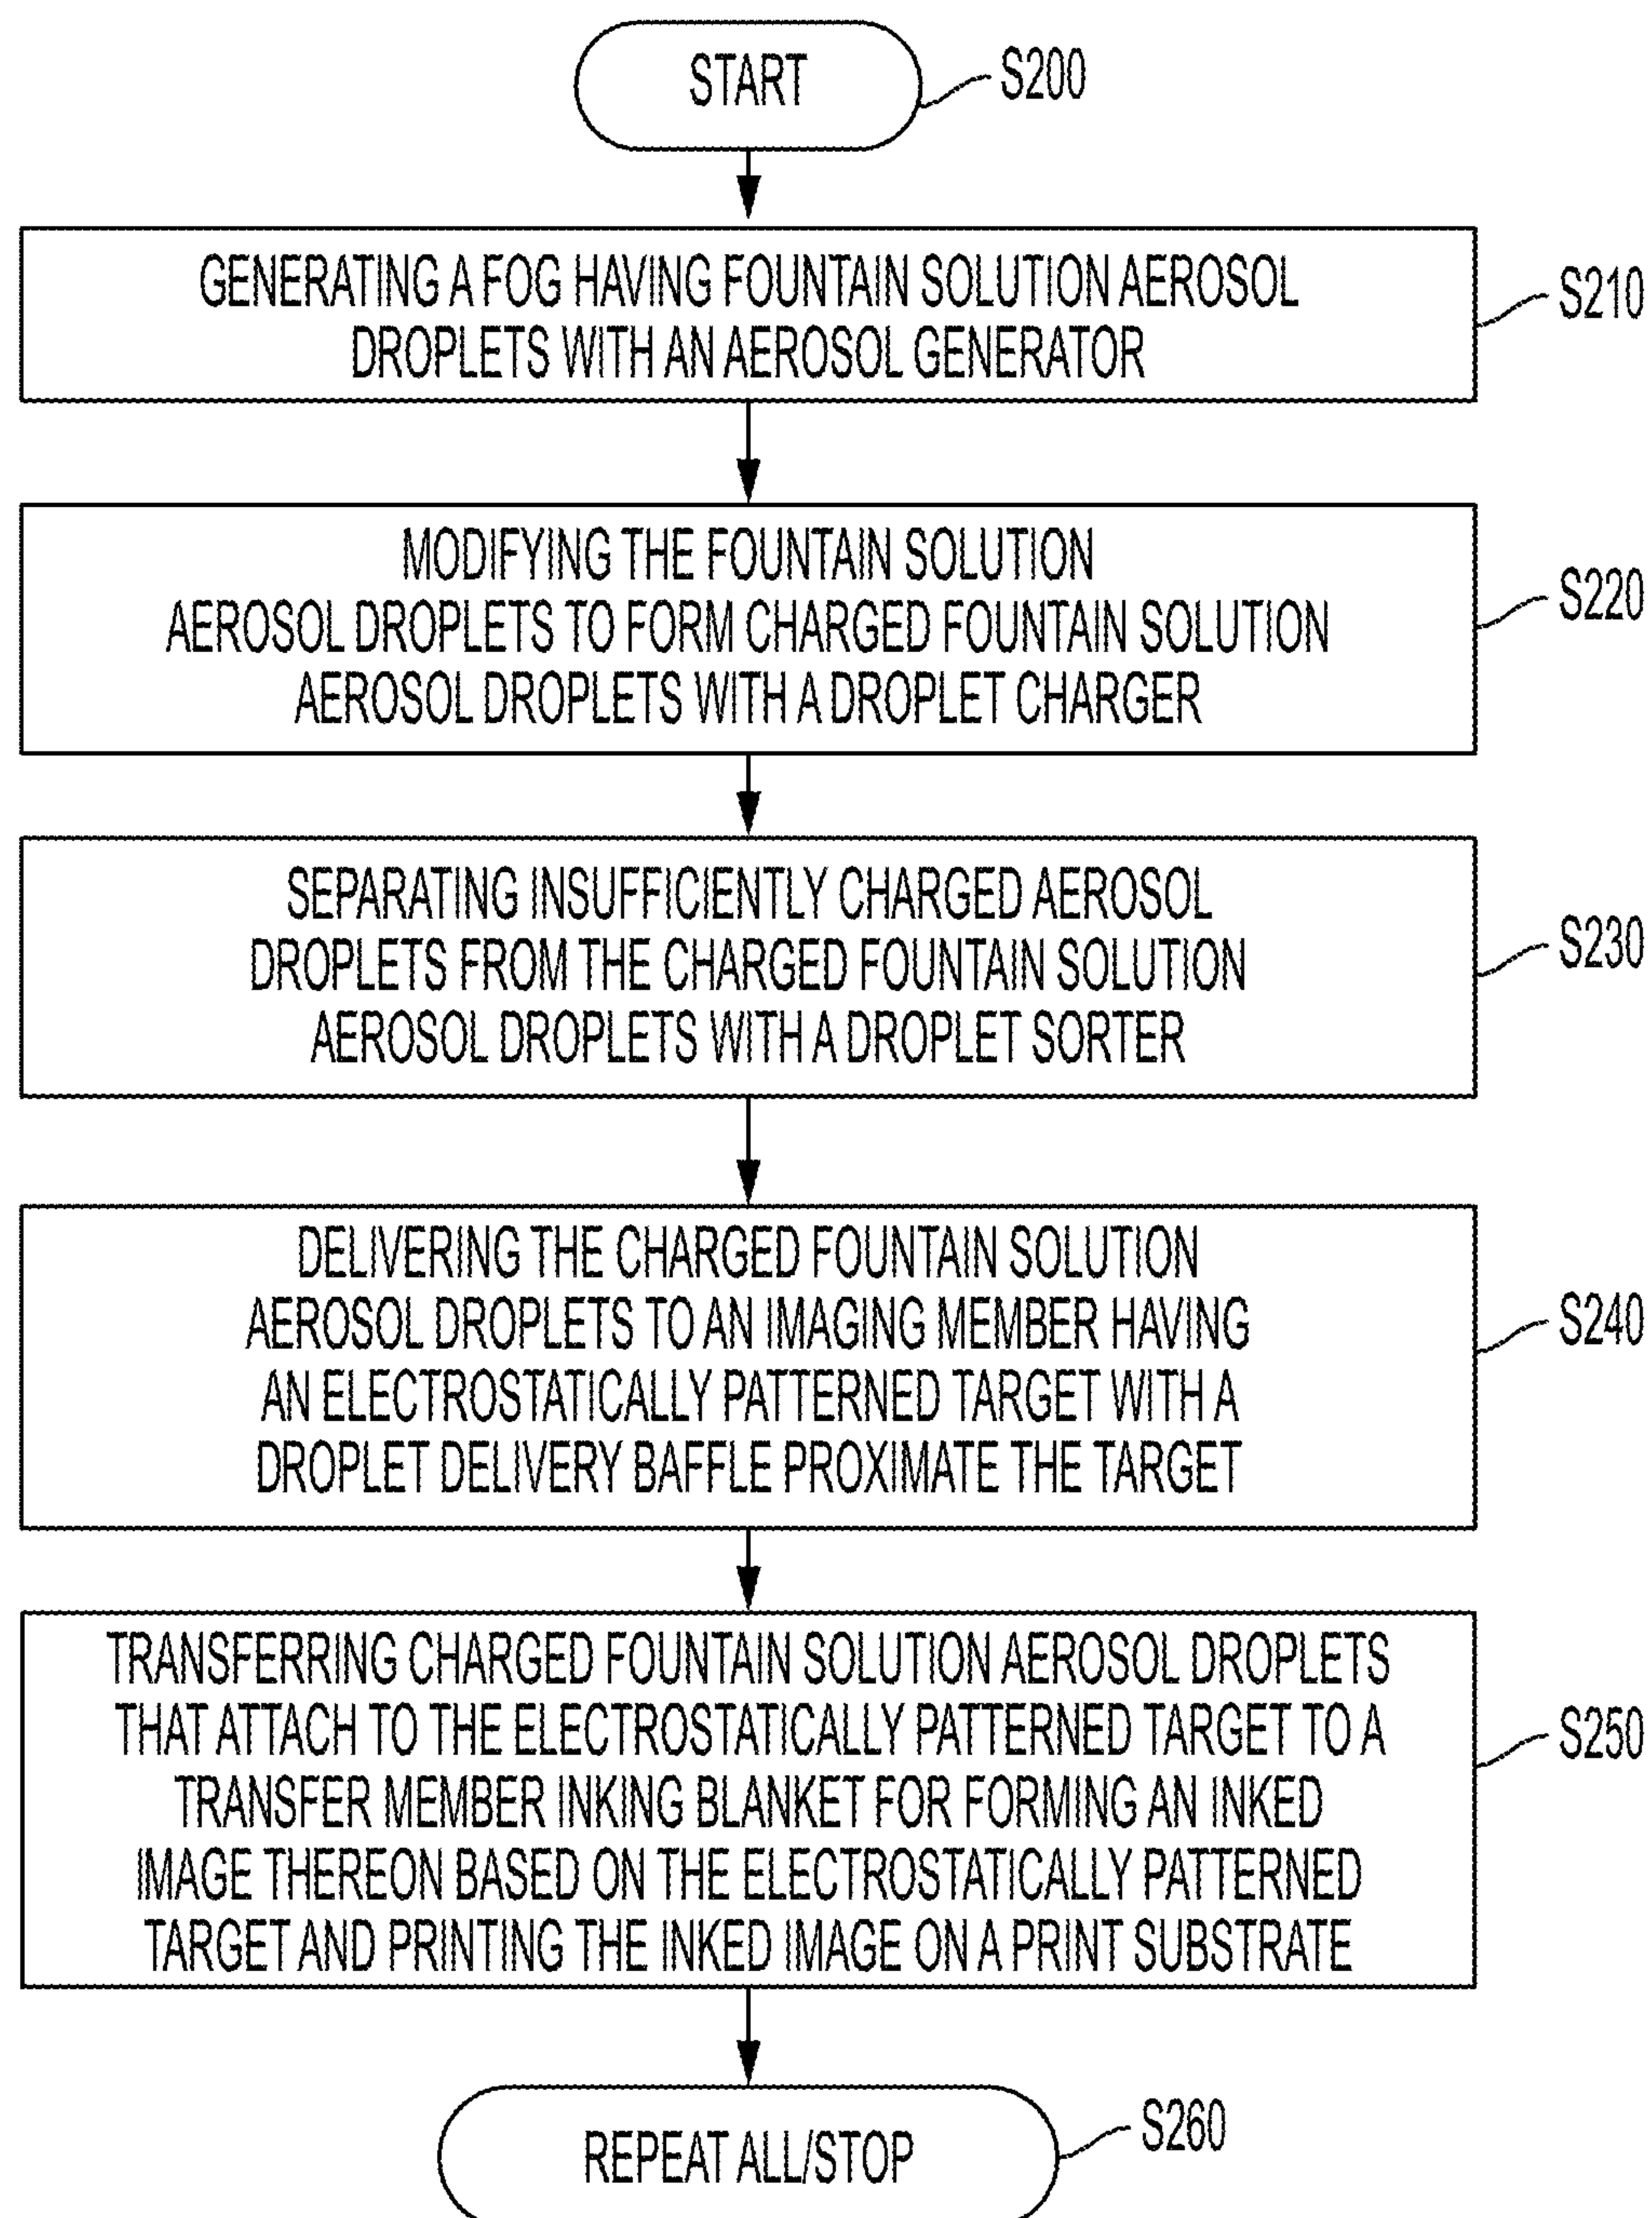 START
S200
GENERATING A FOG HAVING FOUNTAIN SOLUTION AEROSOL
DROPLETS WITH AN AEROSOL GENERATOR
S210
MODIFYING THE FOUNTAIN SOLUTION
AEROSOL DROPLETS TO FORM CHARGED FOUNTAIN SOLUTION
AEROSOL DROPLETS WITH A DROPLET CHARGER
S220
SEPARATING INSUFFICIENTLY CHARGED AEROSOL
DROPLETS FROM THE CHARGED FOUNTAIN SOLUTION
AEROSOL DROPLETS WITH A DROPLET SORTER
S230
DELIVERING THE CHARGED FOUNTAIN SOLUTION
AEROSOL DROPLETS TO AN IMAGING MEMBER HAVING
AN ELECTROSTATICALLY PATTERNED TARGET WITH A
DROPLET DELIVERY BAFFLE PROXIMATE THE TARGET
S240
TRANSFERRING CHARGED FOUNTAIN SOLUTION AEROSOL DROPLETS
THAT ATTACH TO THE ELECTROSTATICALLY PATTERNED TARGET TO A
TRANSFER MEMBER INKING BLANKET FOR FORMING AN INKED
IMAGE THEREON BASED ON THE ELECTROSTATICALLY PATTERNED
TARGET AND PRINTING THE INKED IMAGE ON A PRINT SUBSTRATE
S250
REPEAT ALL/STOP
S260